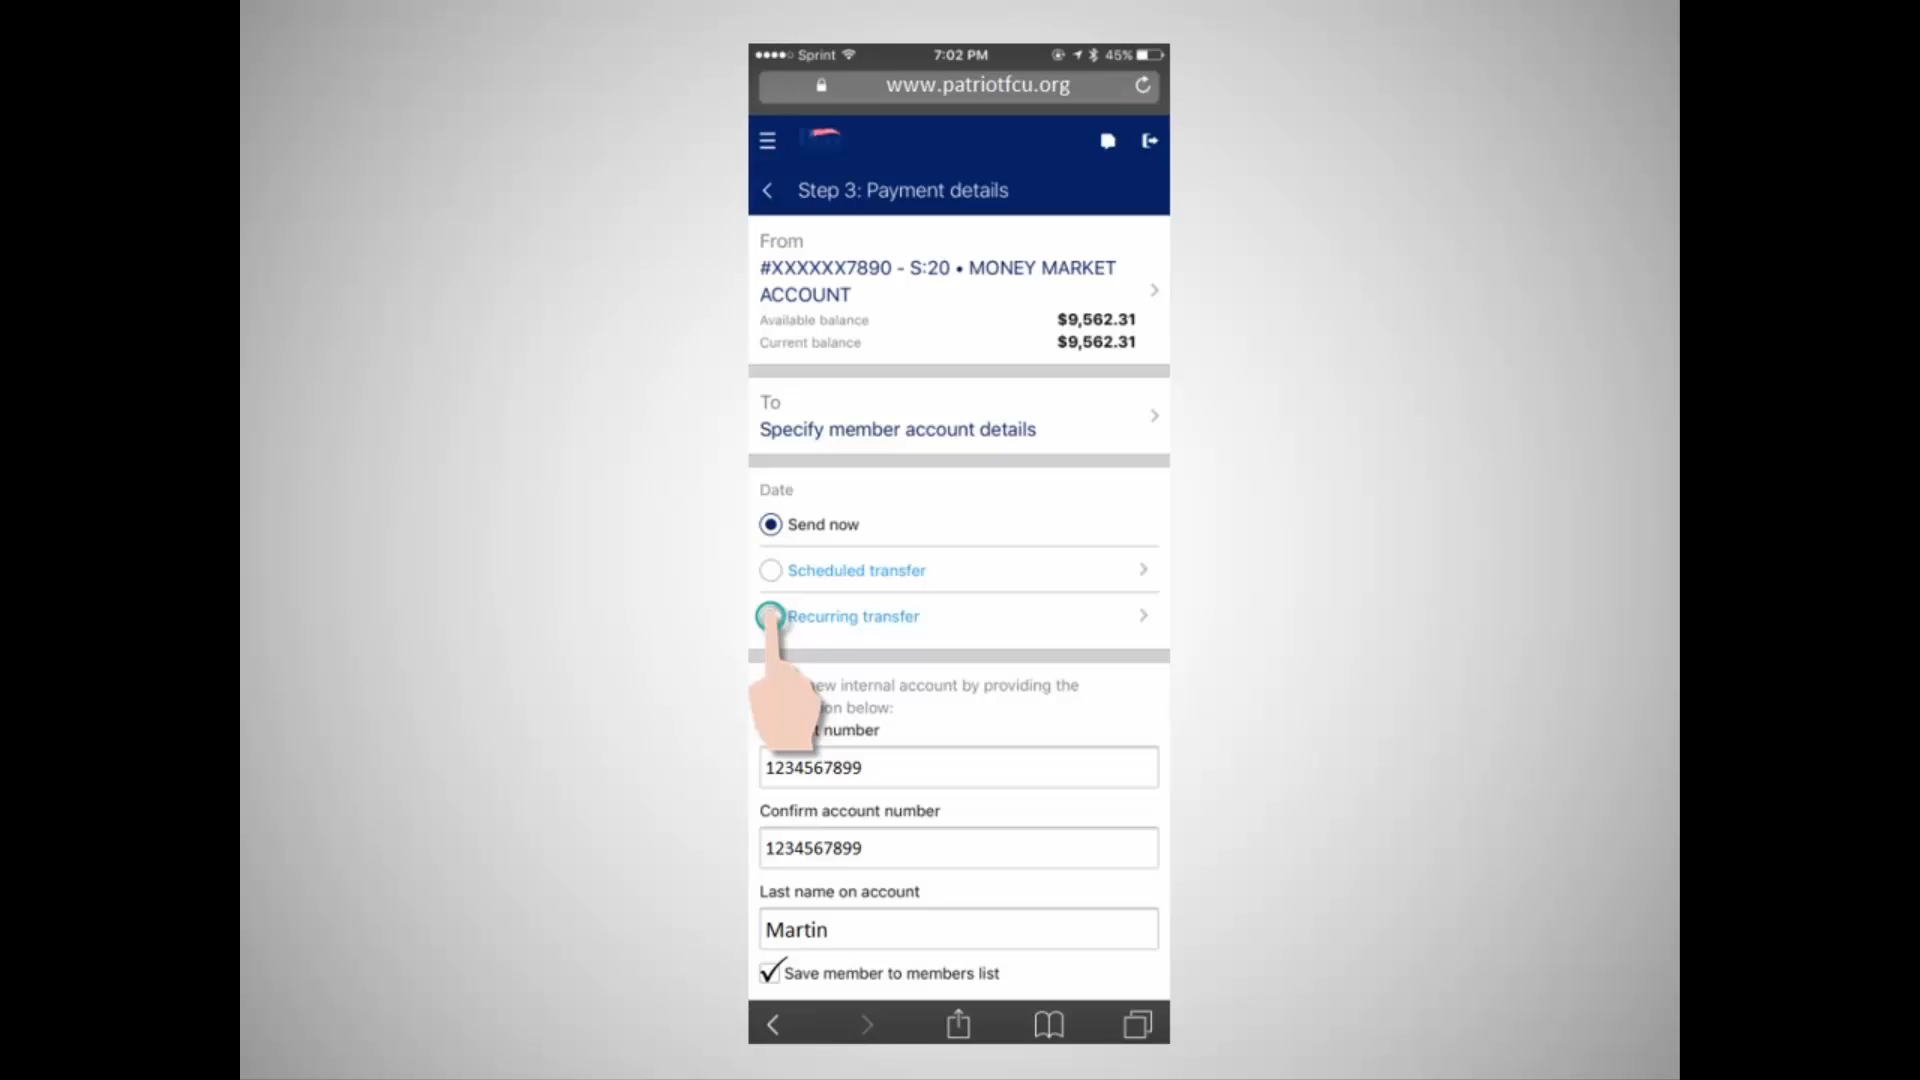 Sprint 7:02 PM 45%
www.patriotfcu.org
Step 3: Payment details
From
#XXXXXX7890 - S:20 • MONEY MARKET
ACCOUNT
Available balance $9,562.31
Current balance $9,562.31
To
Specify member account details
Date
Send now
Scheduled transfer
Recurring transfer
new internal account by providing the
below:
number
1234567899
Confirm account number
1234567899
Last name on account
Martin
Save member to members list